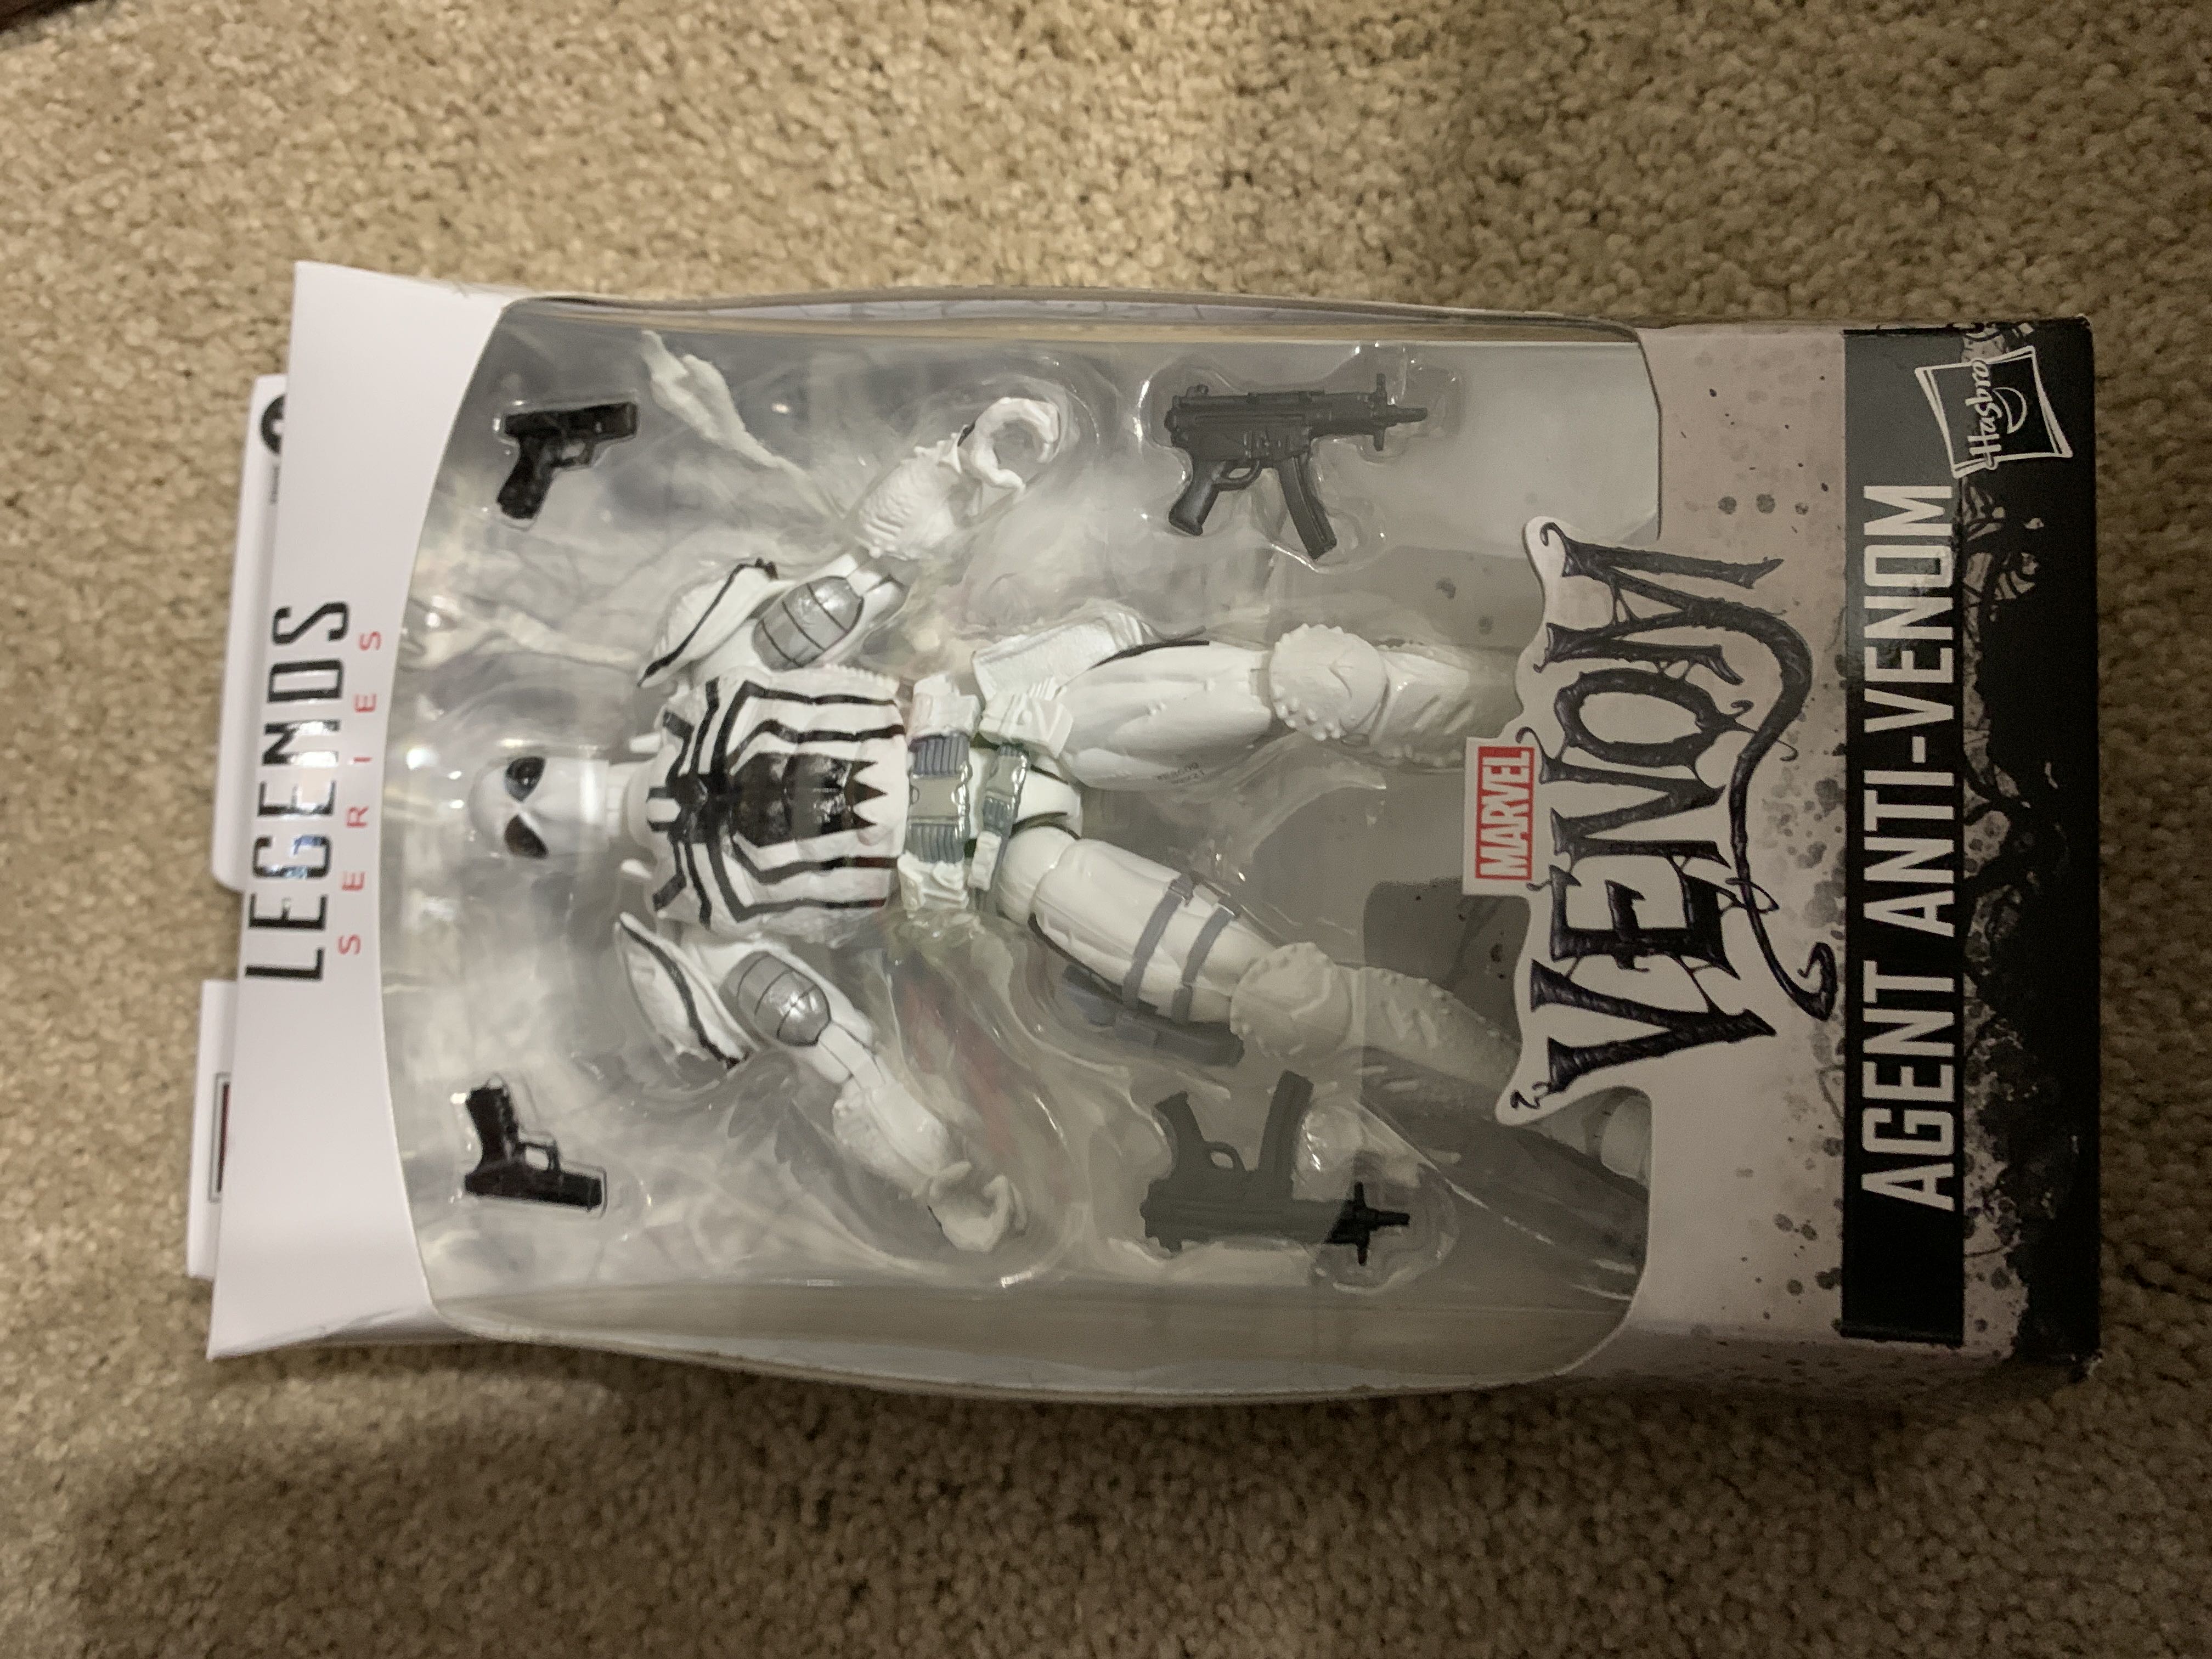 LEGENDS
SERIES
MARVEL
VENOM
AGENT ANTI-VENOM
Hasbro